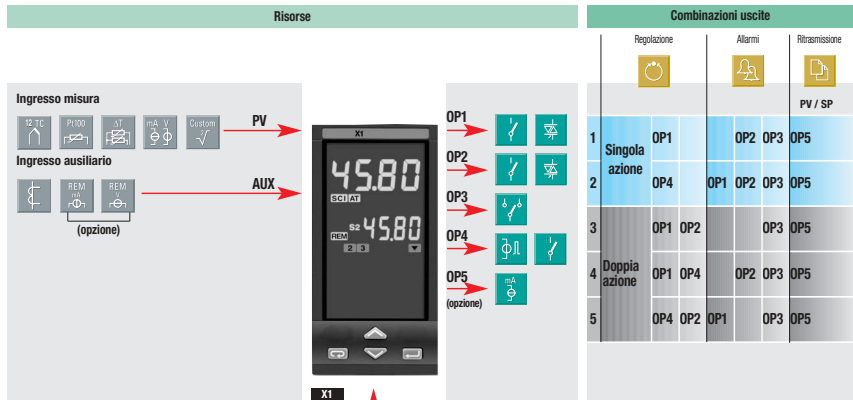 Risorse
Combinazioni uscite
Regolazione
Allarmi
Ritrasmissione
PV / SP
Ingresso misura
12 TC
Pt100
ΔT
mA V
Custom
√
PV
Ingresso ausiliario
REM mA
REM V
(opzione)
AUX
X1
45.80
SCI AT
S2 45.80
REM
2 3
X1
OP1
OP2
OP3
OP4
OP5
(opzione)
mA
Singola azione
1 OP1 OP2 OP3 OP5
2 OP4 OP1 OP2 OP3 OP5
Doppia azione
3 OP1 OP2 OP3 OP5
4 OP1 OP4 OP2 OP3 OP5
5 OP4 OP2 OP1 OP3 OP5